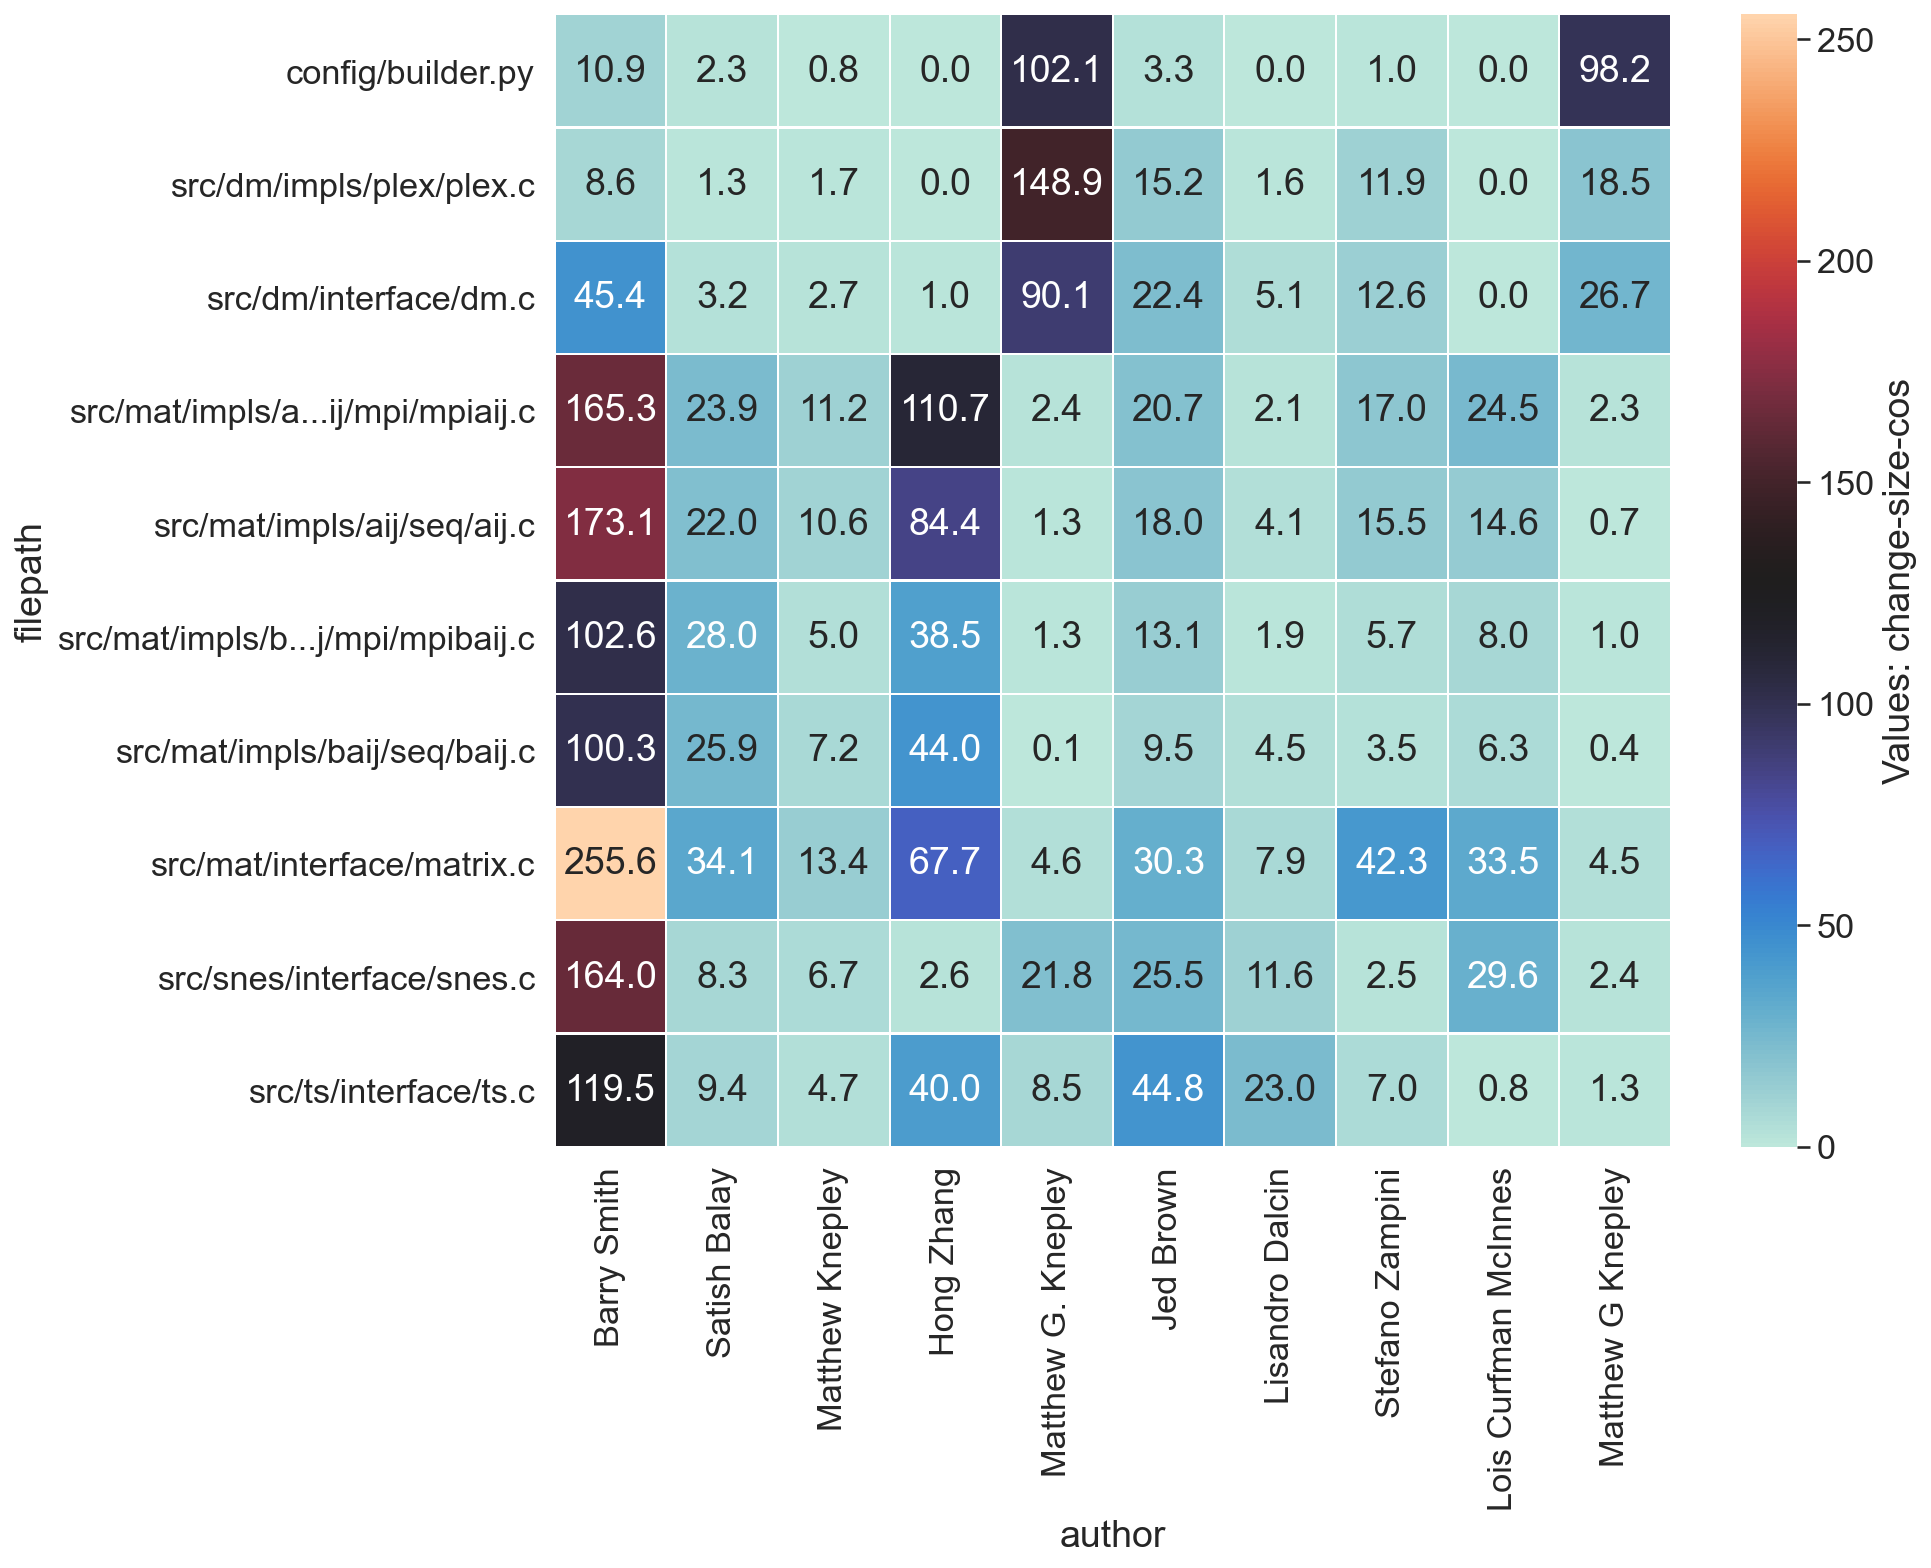 config/builder.py 10.9 2.3 0.8 0.0 102.1 3.3 0.0 1.0 0.0 98.2
src/dm/impls/plex/plex.c 8.6 1.3 1.7 0.0 148.9 15.2 1.6 11.9 0.0 18.5
src/dm/interface/dm.c 45.4 3.2 2.7 1.0 90.1 22.4 5.1 12.6 0.0 26.7
src/mat/impls/a...ij/mpi/mpiaij.c 165.3 23.9 11.2 110.7 2.4 20.7 2.1 17.0 24.5 2.3
src/mat/impls/aij/seq/aij.c 173.1 22.0 10.6 84.4 1.3 18.0 4.1 15.5 14.6 0.7
src/mat/impls/b...j/mpi/mpibaij.c 102.6 28.0 5.0 38.5 1.3 13.1 1.9 5.7 8.0 1.0
src/mat/impls/baij/seq/baij.c 100.3 25.9 7.2 44.0 0.1 9.5 4.5 3.5 6.3 0.4
src/mat/interface/matrix.c 255.6 34.1 13.4 67.7 4.6 30.3 7.9 42.3 33.5 4.5
src/snes/interface/snes.c 164.0 8.3 6.7 2.6 21.8 25.5 11.6 2.5 29.6 2.4
src/ts/interface/ts.c 119.5 9.4 4.7 40.0 8.5 44.8 23.0 7.0 0.8 1.3
filepath
Barry Smith
Satish Balay
Matthew Knepley
Hong Zhang
Matthew G. Knepley
Jed Brown
Lisandro Dalcin
Stefano Zampini
Lois Curfman McInnes
Matthew G Knepley
author
250
200
150
100
50
0
Values: change-size-cos